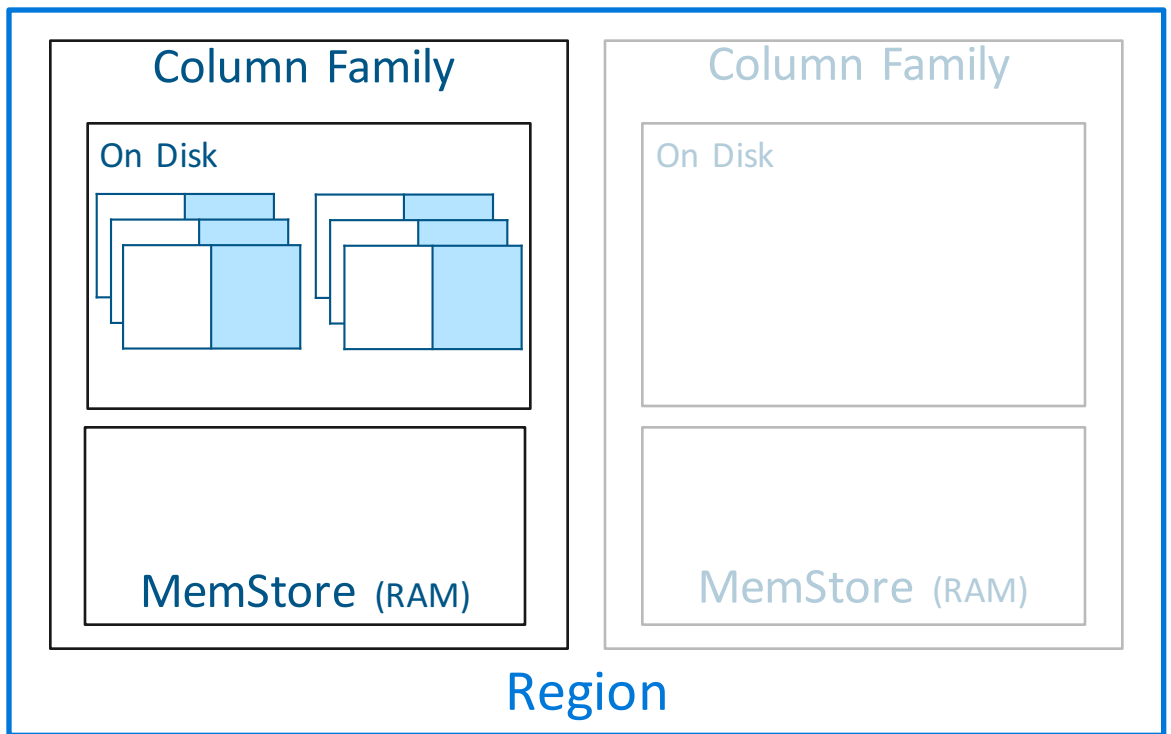 Column Family
On Disk
MemStore (RAM)
Column Family
On Disk
MemStore (RAM)
Region